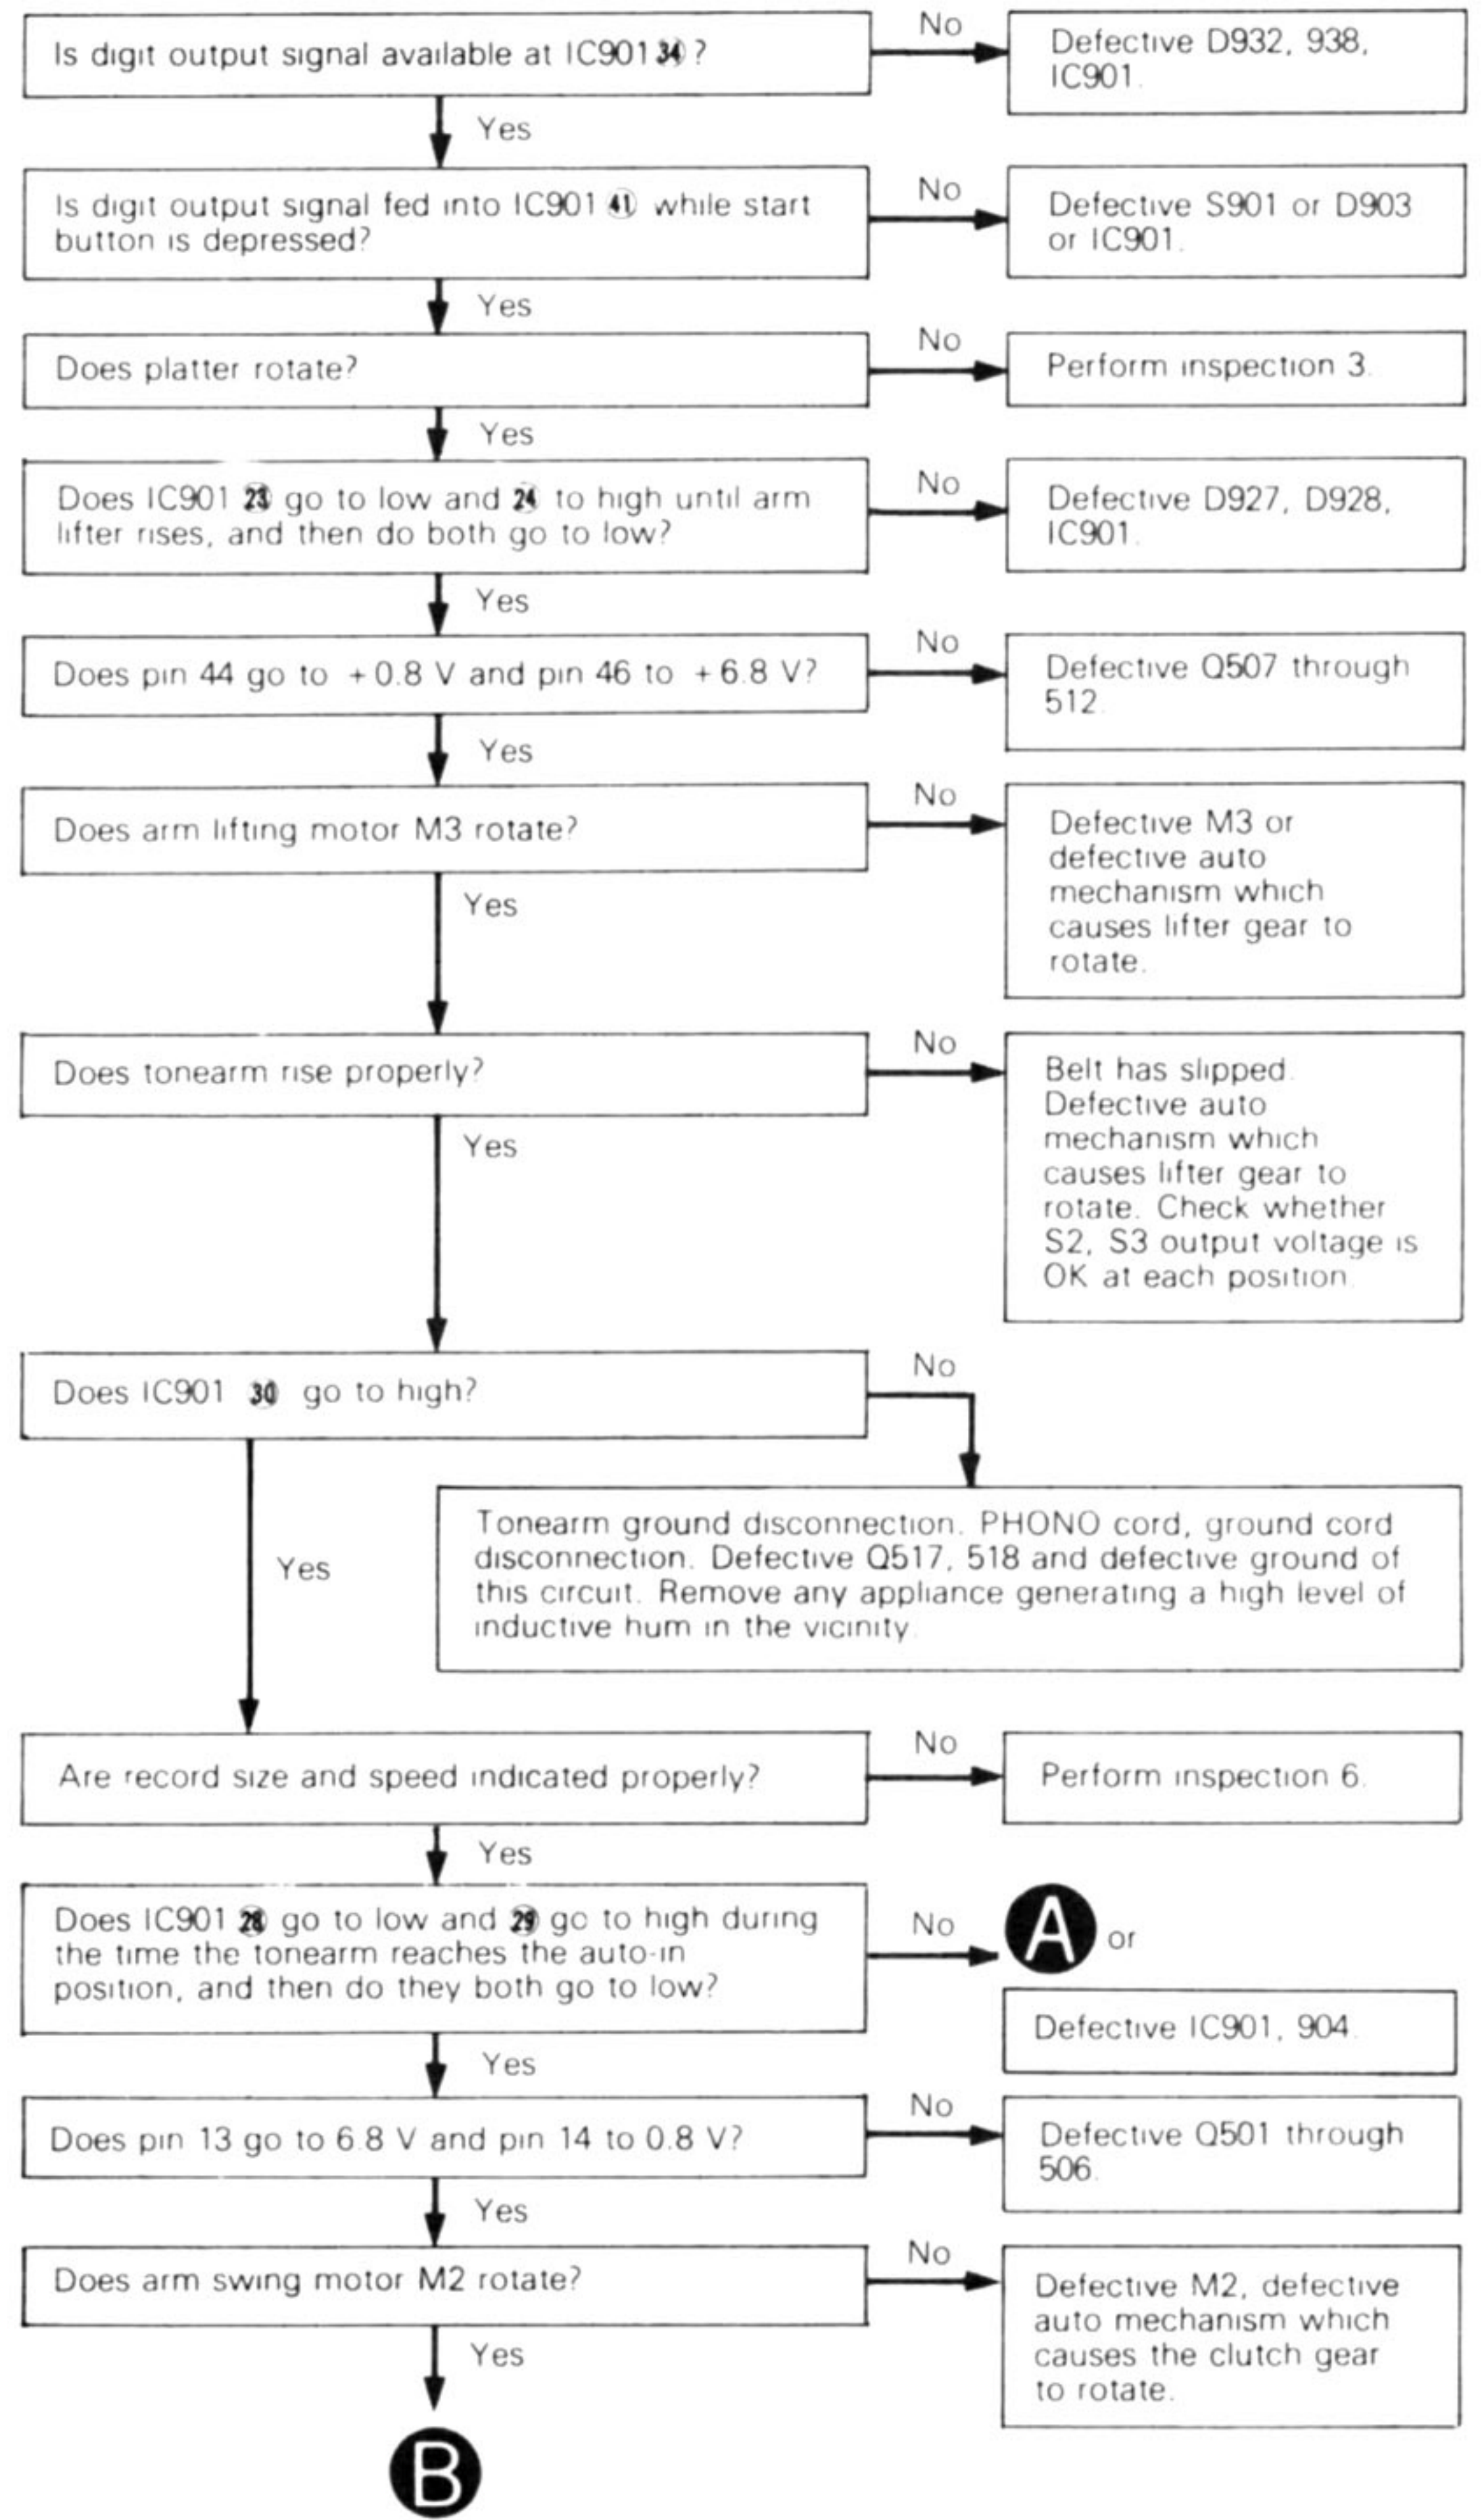 Is digit output signal available at IC901 34 ?
No
Defective D932, 938,
IC901.
Yes
Is digit output signal fed into IC901 41 while start
button is depressed?
No
Defective S901 or D903
or IC901.
Yes
Does platter rotate?
No
Perform inspection 3.
Yes
Does IC901 23 go to low and 24 to high until arm
lifter rises, and then do both go to low?
No
Defective D927, D928,
IC901.
Yes
Does pin 44 go to +0.8 V and pin 46 to +6.8 V?
No
Defective Q507 through
512.
Yes
Does arm lifting motor M3 rotate?
No
Defective M3 or
defective auto
mechanism which
causes lifter gear to
rotate.
Yes
Does tonearm rise properly?
No
Belt has slipped.
Defective auto
mechanism which
causes lifter gear to
rotate. Check whether
S2, S3 output voltage is
OK at each position.
Yes
Does IC901 30 go to high?
No
Tonearm ground disconnection. PHONO cord, ground cord
disconnection. Defective Q517, 518 and defective ground of
this circuit. Remove any appliance generating a high level of
inductive hum in the vicinity.
Yes
Are record size and speed indicated properly?
No
Perform inspection 6.
Yes
Does IC901 28 go to low and 29 go to high during
the time the tonearm reaches the auto-in
position, and then do they both go to low?
No
A or
Defective IC901, 904.
Yes
Does pin 13 go to 6.8 V and pin 14 to 0.8 V?
No
Defective Q501 through
506.
Yes
Does arm swing motor M2 rotate?
No
Defective M2, defective
auto mechanism which
causes the clutch gear
to rotate.
Yes
B